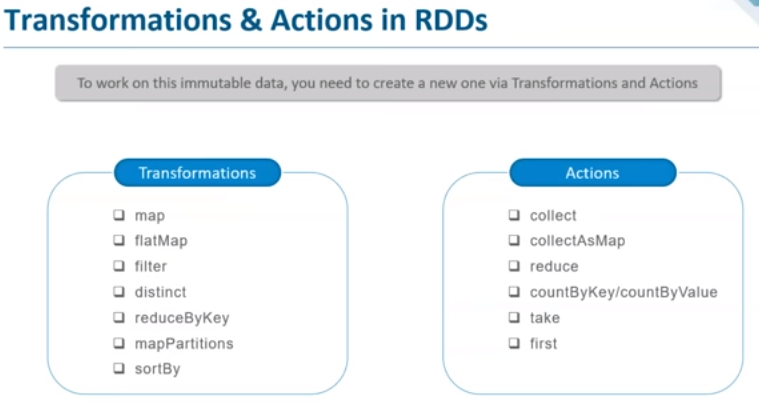 Transformations & Actions in RDDs
To work on this immutable data, you need to create a new one via Transformations and Actions
Transformations
map
flatMap
filter
distinct
reduceByKey
mapPartitions
sortBy
Actions
collect
collectAsMap
reduce
countByKey/countByValue
take
first